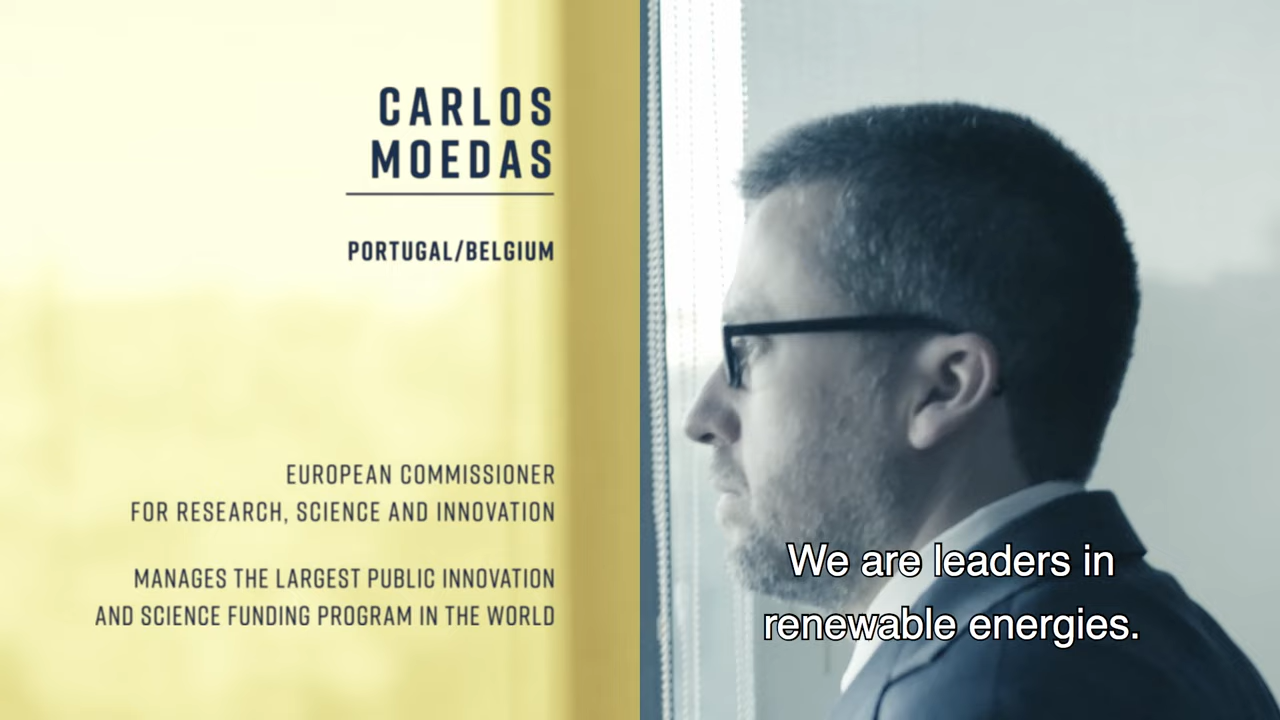 CARLOS
MOEDAS
PORTUGAL/BELGIUM
EUROPEAN COMMISSIONER
FOR RESEARCH, SCIENCE AND INNOVATION
MANAGES THE LARGEST PUBLIC INNOVATION
AND SCIENCE FUNDING PROGRAM IN THE WORLD
We are leaders in
renewable energies.